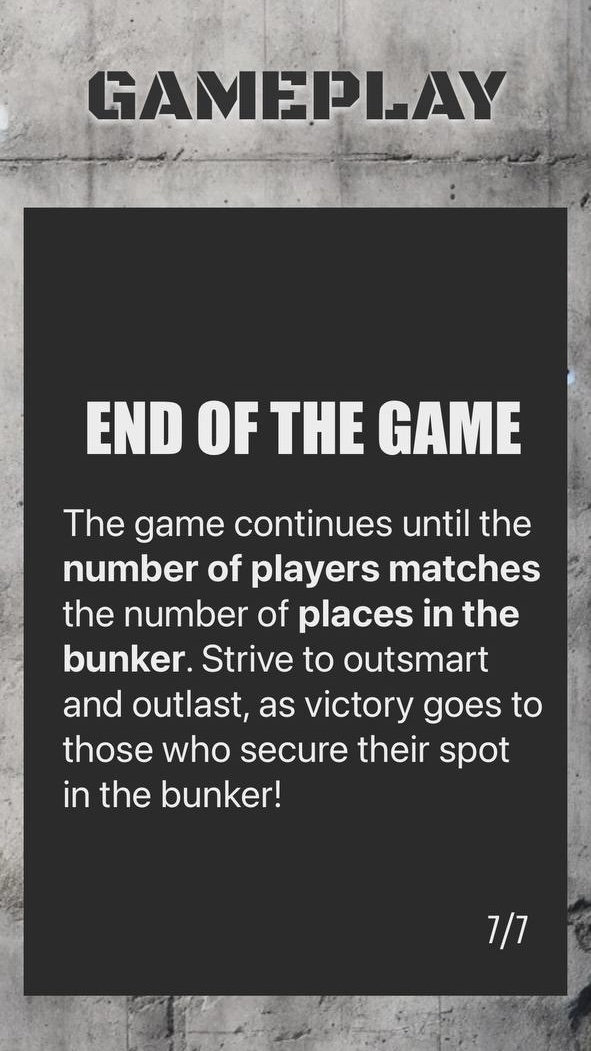 GAMEPLAY
END OF THE GAME
The game continues until the
number of players matches
the number of places in the
bunker. Strive to outsmart
and outlast, as victory goes to
those who secure their spot
in the bunker!
7/7